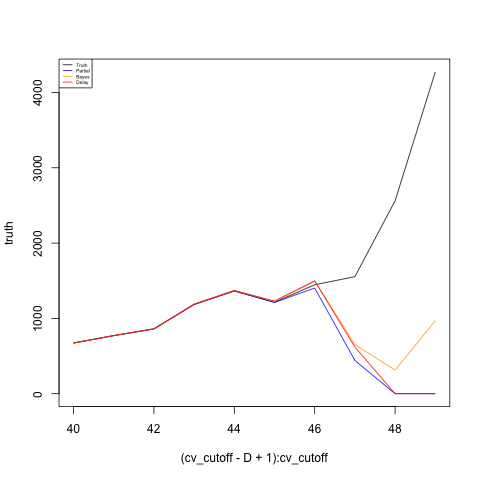 Truth
Partial
Bayes
Delay
4000
3000
2000
1000
0
truth
40 42 44 46 48
(cv_cutoff - D + 1):cv_cutoff